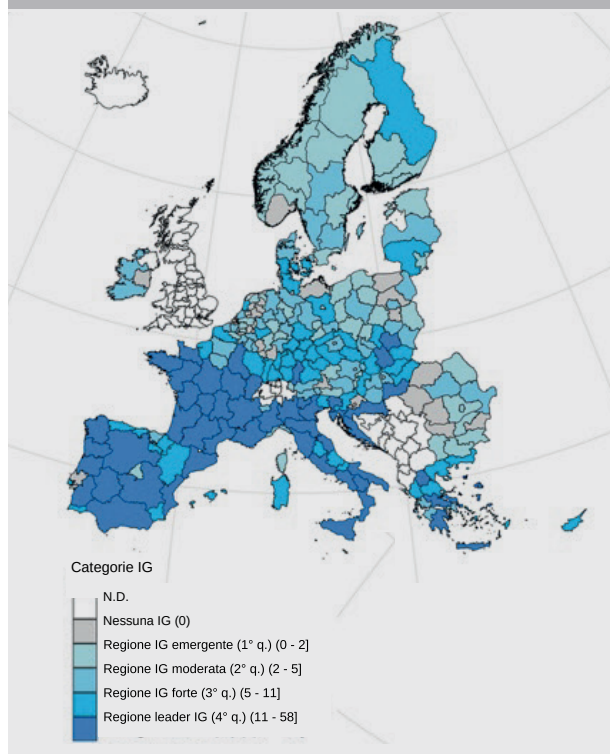 Categorie IG
N.D.
Nessuna IG (0)
Regione IG emergente (1° q.) (0 - 2]
Regione IG moderata (2° q.) (2 - 5]
Regione IG forte (3° q.) (5 - 11]
Regione leader IG (4° q.) (11 - 58]